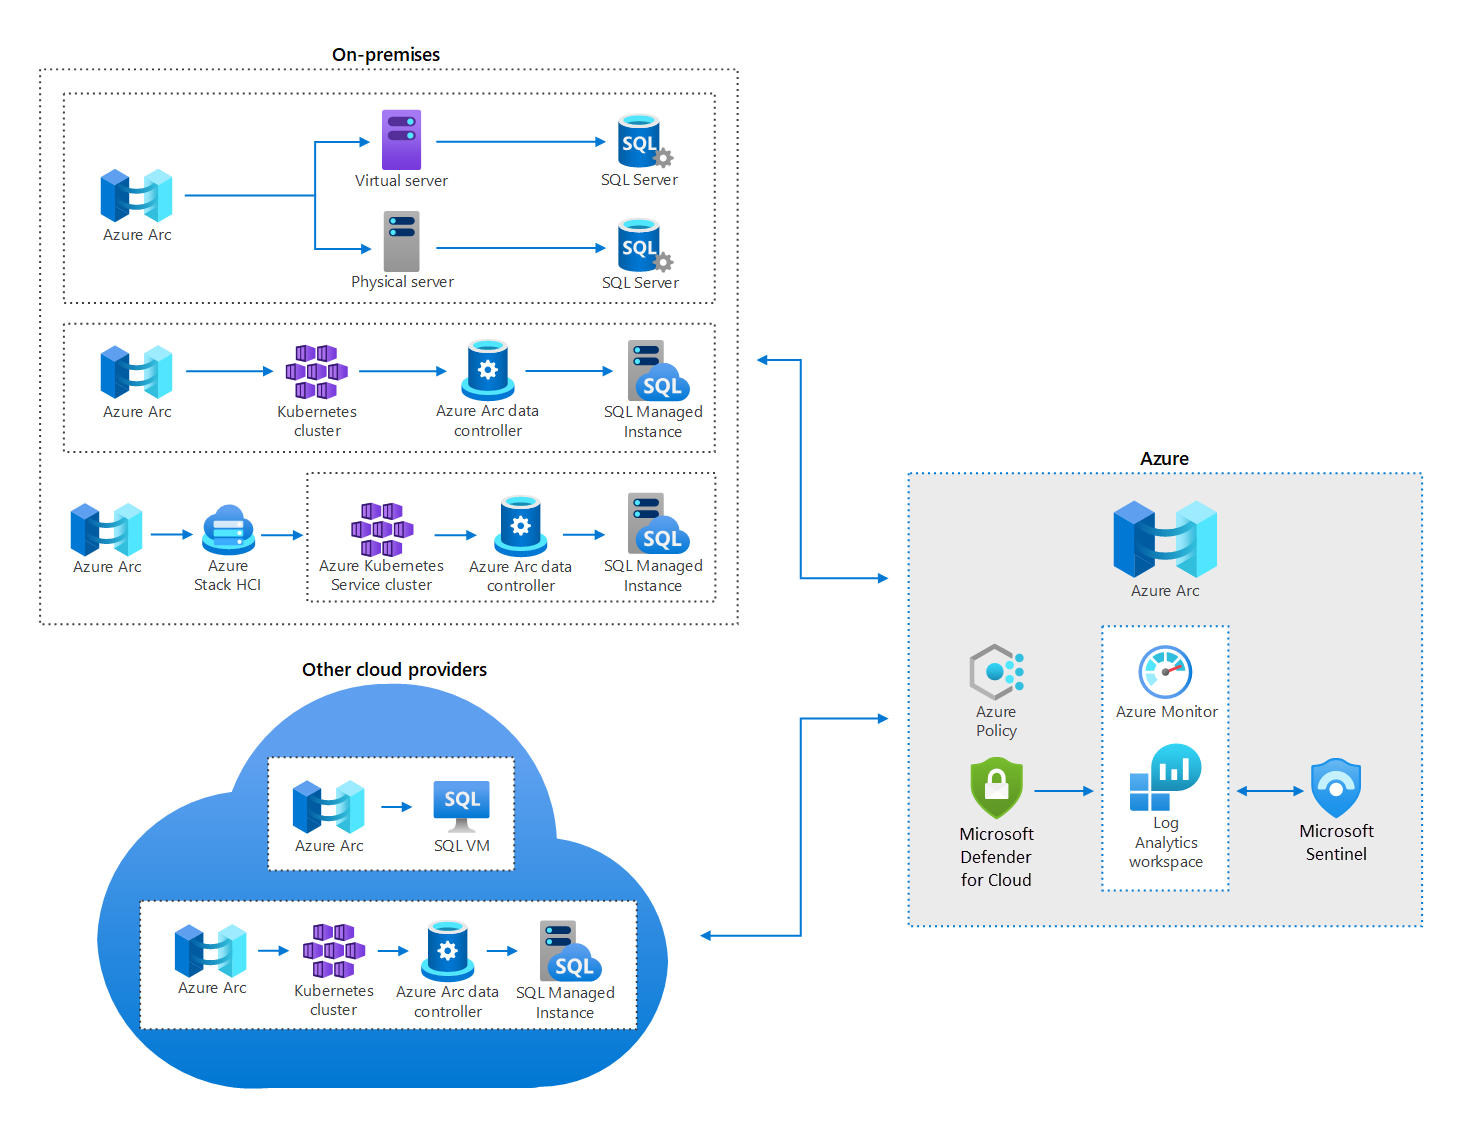 On-premises
Virtual server
SQL
SQL Server
Azure Arc
Physical server
SQL
SQL Server
Azure Arc
Kubernetes
cluster
Azure Arc data
controller
SQL
SQL Managed
Instance
Azure Arc
Azure
Stack HCI
Azure Kubernetes
Service cluster
Azure Arc data
controller
SQL
SQL Managed
Instance
Other cloud providers
Azure Arc
SQL
SQL VM
Azure Arc
Kubernetes
cluster
Azure Arc data
controller
SQL
SQL Managed
Instance
Azure
Azure Arc
Azure
Policy
Azure Monitor
Microsoft
Defender
for Cloud
Log
Analytics
workspace
Microsoft
Sentinel